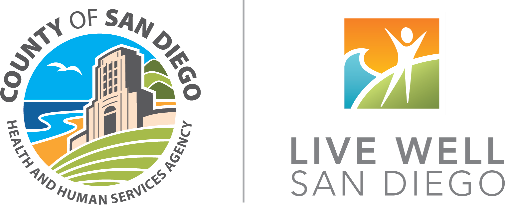 COUNTY OF SAN DIEGO
HEALTH AND HUMAN SERVICES AGENCY
LIVE WELL
SAN DIEGO